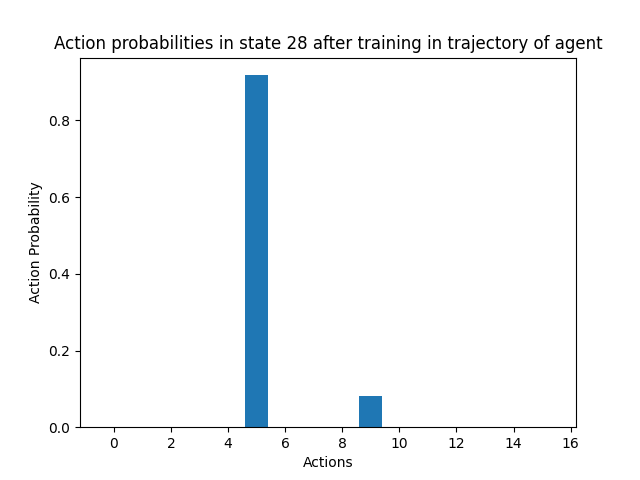 Action probabilities in state 28 after training in trajectory of agent
Action Probability
0.8
0.6
0.4
0.2
0.0
0 2 4 6 8 10 12 14 16
Actions